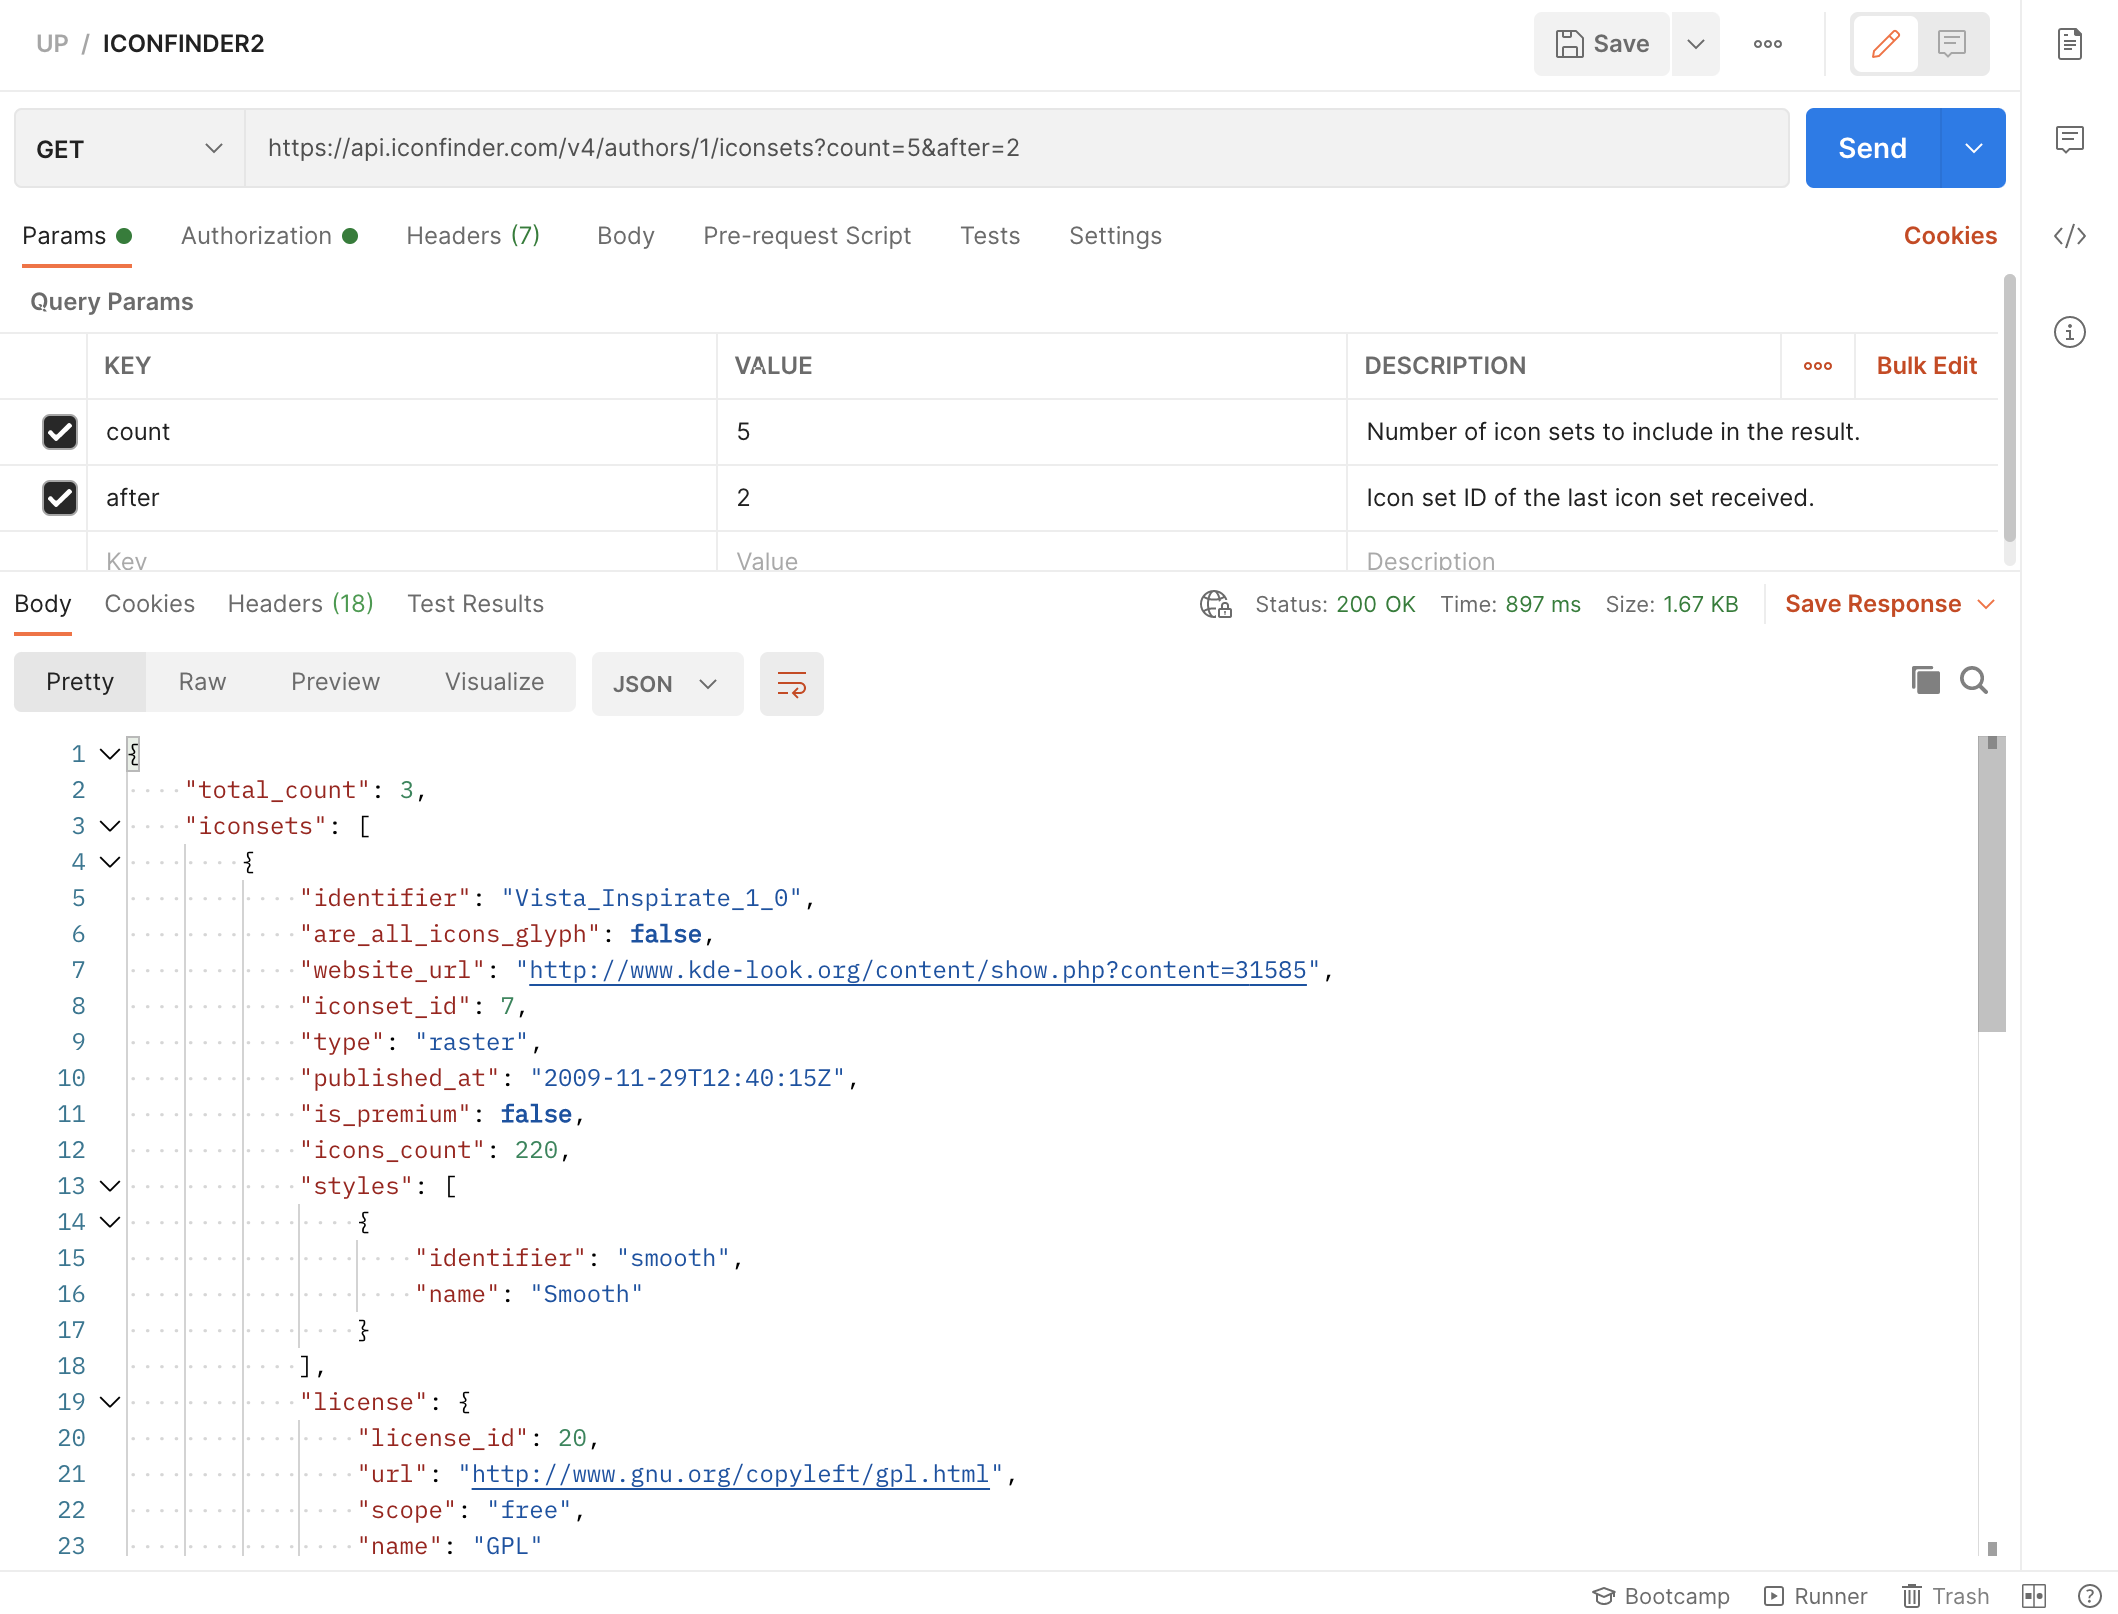 UP / ICONFINDER2
Save
GET https://api.iconfinder.com/v4/authors/1/iconsets?count=5&after=2 Send
Params Authorization Headers (7) Body Pre-request Script Tests Settings Cookies
Query Params
KEY VALUE DESCRIPTION Bulk Edit
count 5 Number of icon sets to include in the result.
after 2 Icon set ID of the last icon set received.
Key Value Description
Body Cookies Headers (18) Test Results Status: 200 OK Time: 897 ms Size: 1.67 KB Save Response
Pretty Raw Preview Visualize JSON
1 {
2 "total_count": 3,
3 "iconsets": [
4 {
5 "identifier": "Vista_Inspirate_1_0",
6 "are_all_icons_glyph": false,
7 "website_url": "http://www.kde-look.org/content/show.php?content=31585",
8 "iconset_id": 7,
9 "type": "raster",
10 "published_at": "2009-11-29T12:40:15Z",
11 "is_premium": false,
12 "icons_count": 220,
13 "styles": [
14 {
15 "identifier": "smooth",
16 "name": "Smooth"
17 }
18 ],
19 "license": {
20 "license_id": 20,
21 "url": "http://www.gnu.org/copyleft/gpl.html",
22 "scope": "free",
23 "name": "GPL"
Bootcamp Runner Trash